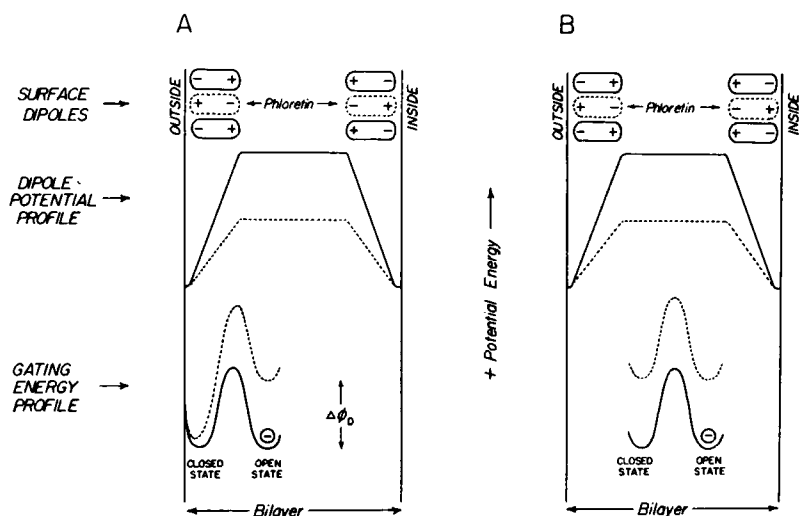 A
B
SURFACE
DIPOLES
OUTSIDE
- +
+ -
- +
Phloretin
+ -
- +
+ -
INSIDE
OUTSIDE
- +
+ -
- +
Phloretin
+ -
- +
+ -
INSIDE
DIPOLE-
POTENTIAL
PROFILE
+ Potential Energy
GATING
ENERGY
PROFILE
ΔΦD
CLOSED
STATE
OPEN
STATE
CLOSED
STATE
OPEN
STATE
Bilayer
Bilayer